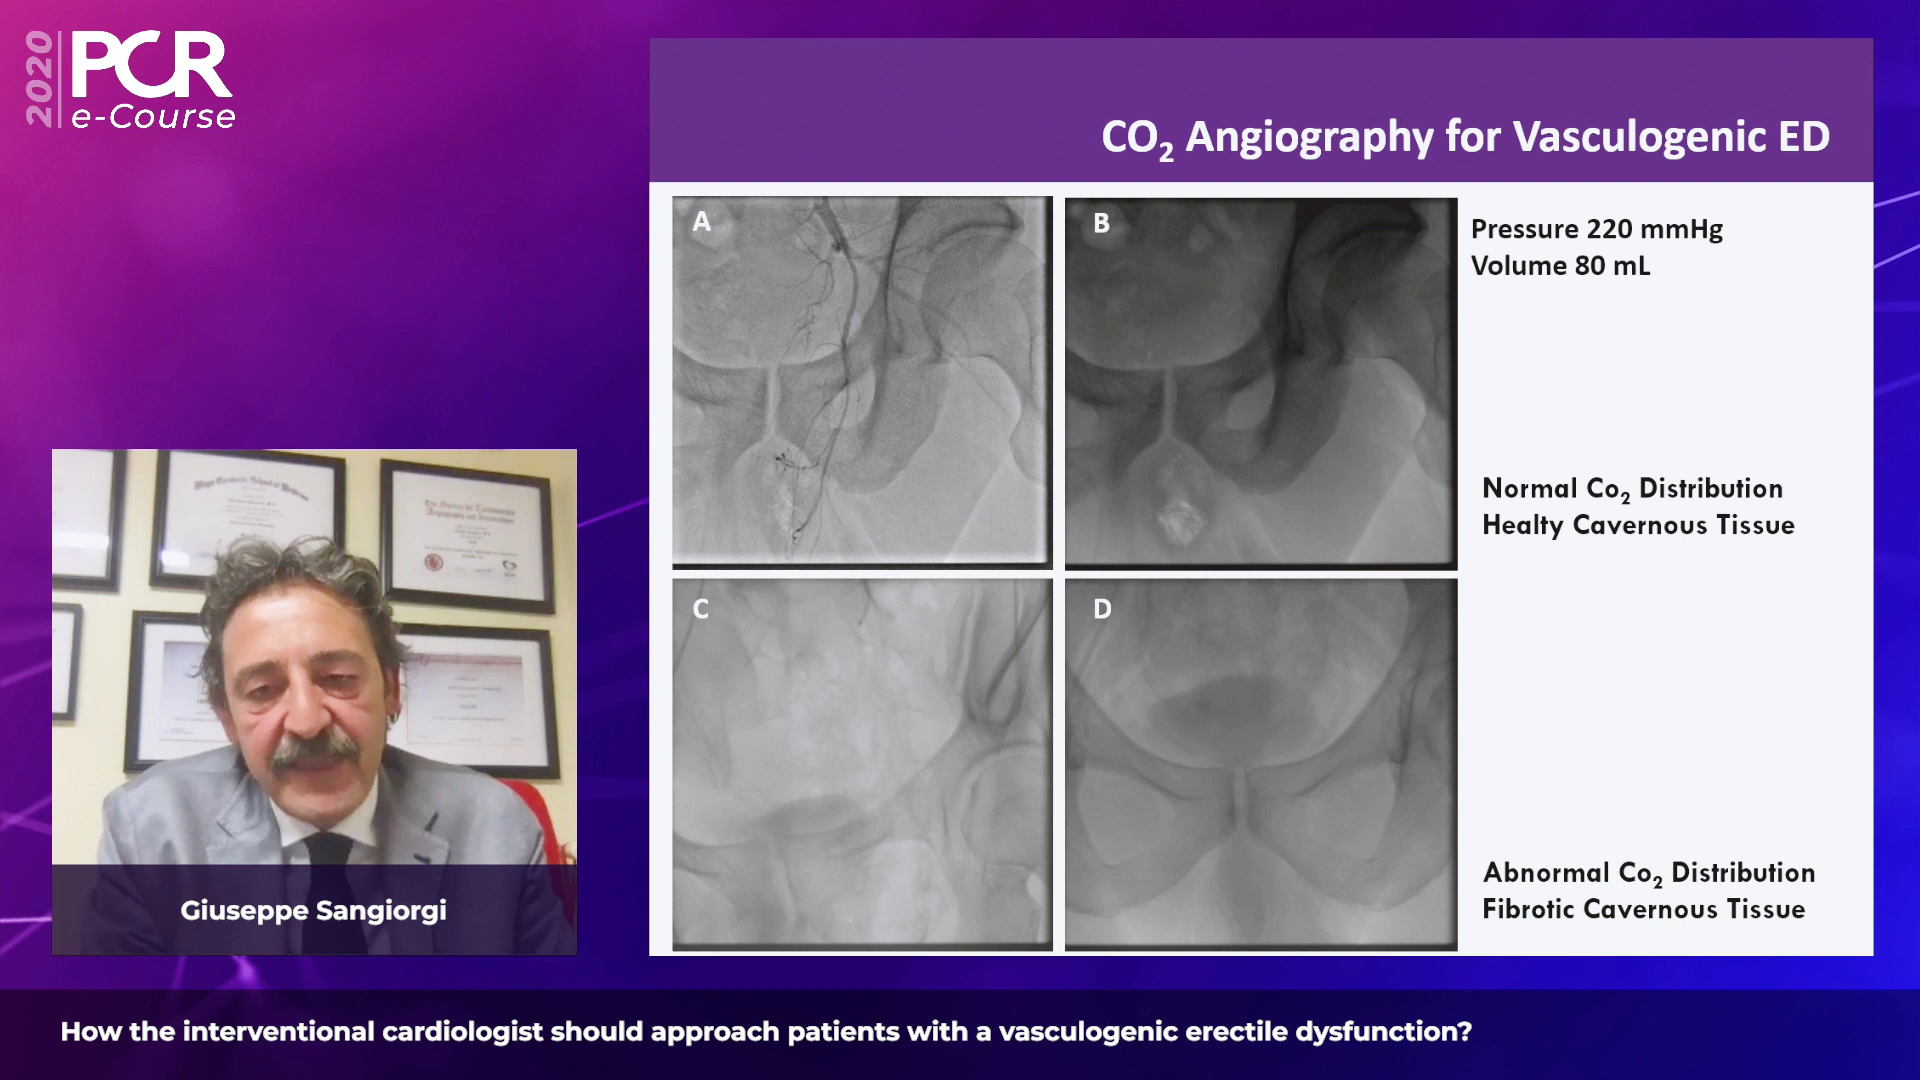 2020
PCR
e-Course
CO₂ Angiography for Vasculogenic ED
A
B
Pressure 220 mmHg
Volume 80 mL
Normal Co₂ Distribution
Healty Cavernous Tissue
C
D
Abnormal Co₂ Distribution
Fibrotic Cavernous Tissue
Giuseppe Sangiorgi
How the interventional cardiologist should approach patients with a vasculogenic erectile dysfunction?